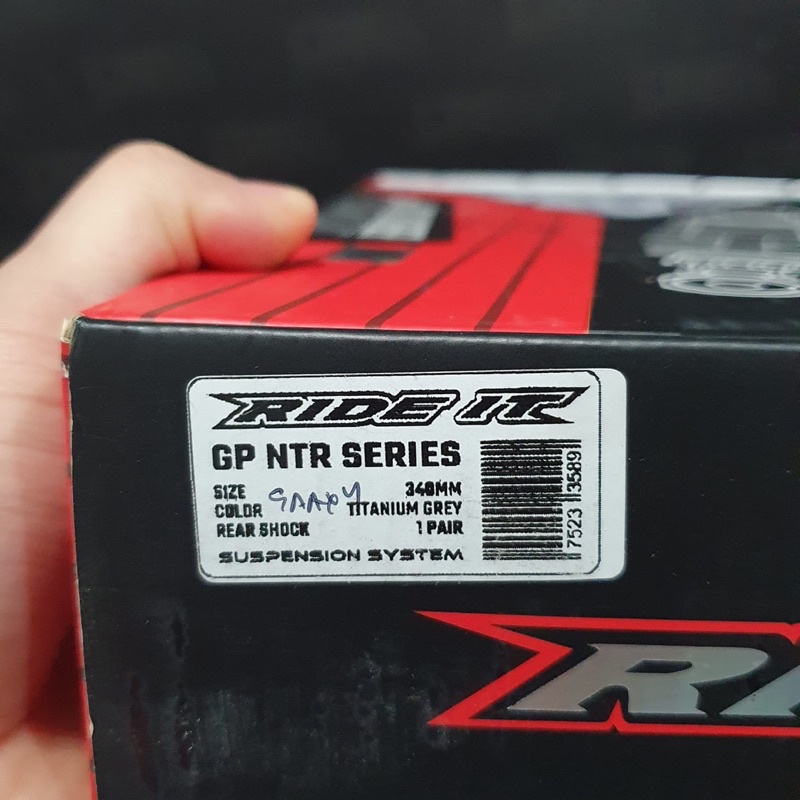 RIDE IT
GP NTR SERIES
SIZE 340MM
COLOR TITANIUM GREY
REAR SHOCK 1 PAIR
SUSPENSION SYSTEM
7523 3589